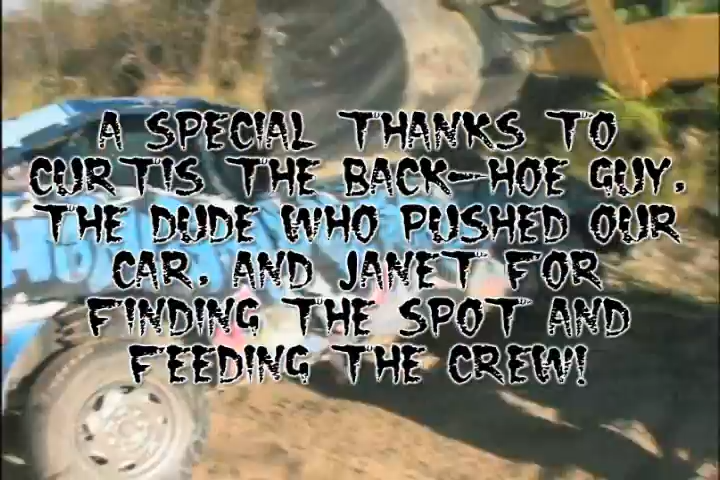 A SPECIAL THANKS TO
CURTIS THE BACK-HOE GUY,
THE DUDE WHO PUSHED OUR
CAR, AND JANET FOR
FINDING THE SPOT AND
FEEDING THE CREW!